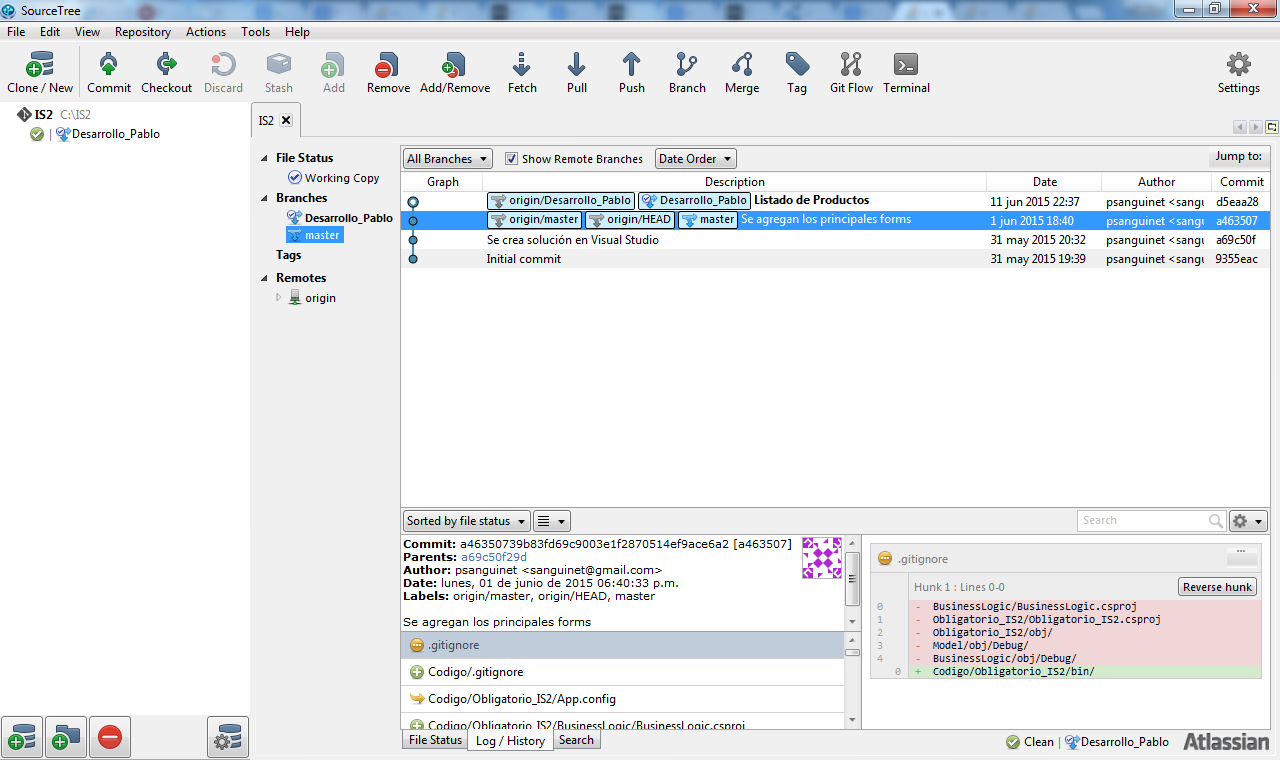 SourceTree
File Edit View Repository Actions Tools Help
Clone / New Commit Checkout Discard Stash Add Remove Add/Remove Fetch Pull Push Branch Merge Tag Git Flow Terminal Settings
IS2 C:\IS2
Desarrollo_Pablo
IS2
File Status
Working Copy
Branches
Desarrollo_Pablo
master
Tags
Remotes
origin
All Branches Show Remote Branches Date Order Jump to:
Graph Description Date Author Commit
origin/Desarrollo_Pablo Desarrollo_Pablo Listado de Productos 11 jun 2015 22:37 psanguinet <sangu d5eaa28
origin/master origin/HEAD master Se agregan los principales forms 1 jun 2015 18:40 psanguinet <sangu a463507
Se crea solución en Visual Studio 31 may 2015 20:32 psanguinet <sangu a69c50f
Initial commit 31 may 2015 19:39 psanguinet <sangu 9355eac
Sorted by file status Search
Commit: a46350739b83fd69c9003e1f2870514ef9ace6a2 [a463507]
Parents: a69c50f29d
Author: psanguinet <sanguinet@gmail.com>
Date: lunes, 01 de junio de 2015 06:40:33 p.m.
Labels: origin/master, origin/HEAD, master
Se agregan los principales forms
.gitignore
Codigo/.gitignore
Codigo/Obligatorio_IS2/App.config
Codigo/Obligatorio_IS2/BusinessLogic/BusinessLogic.csproj
.gitignore
Hunk 1 : Lines 0-0 Reverse hunk
0 - BusinessLogic/BusinessLogic.csproj
1 - Obligatorio_IS2/Obligatorio_IS2.csproj
2 - Obligatorio_IS2/obj/
3 - Model/obj/Debug/
4 - BusinessLogic/obj/Debug/
0 + Codigo/Obligatorio_IS2/bin/
File Status Log / History Search
Clean | Desarrollo_Pablo Atlassian